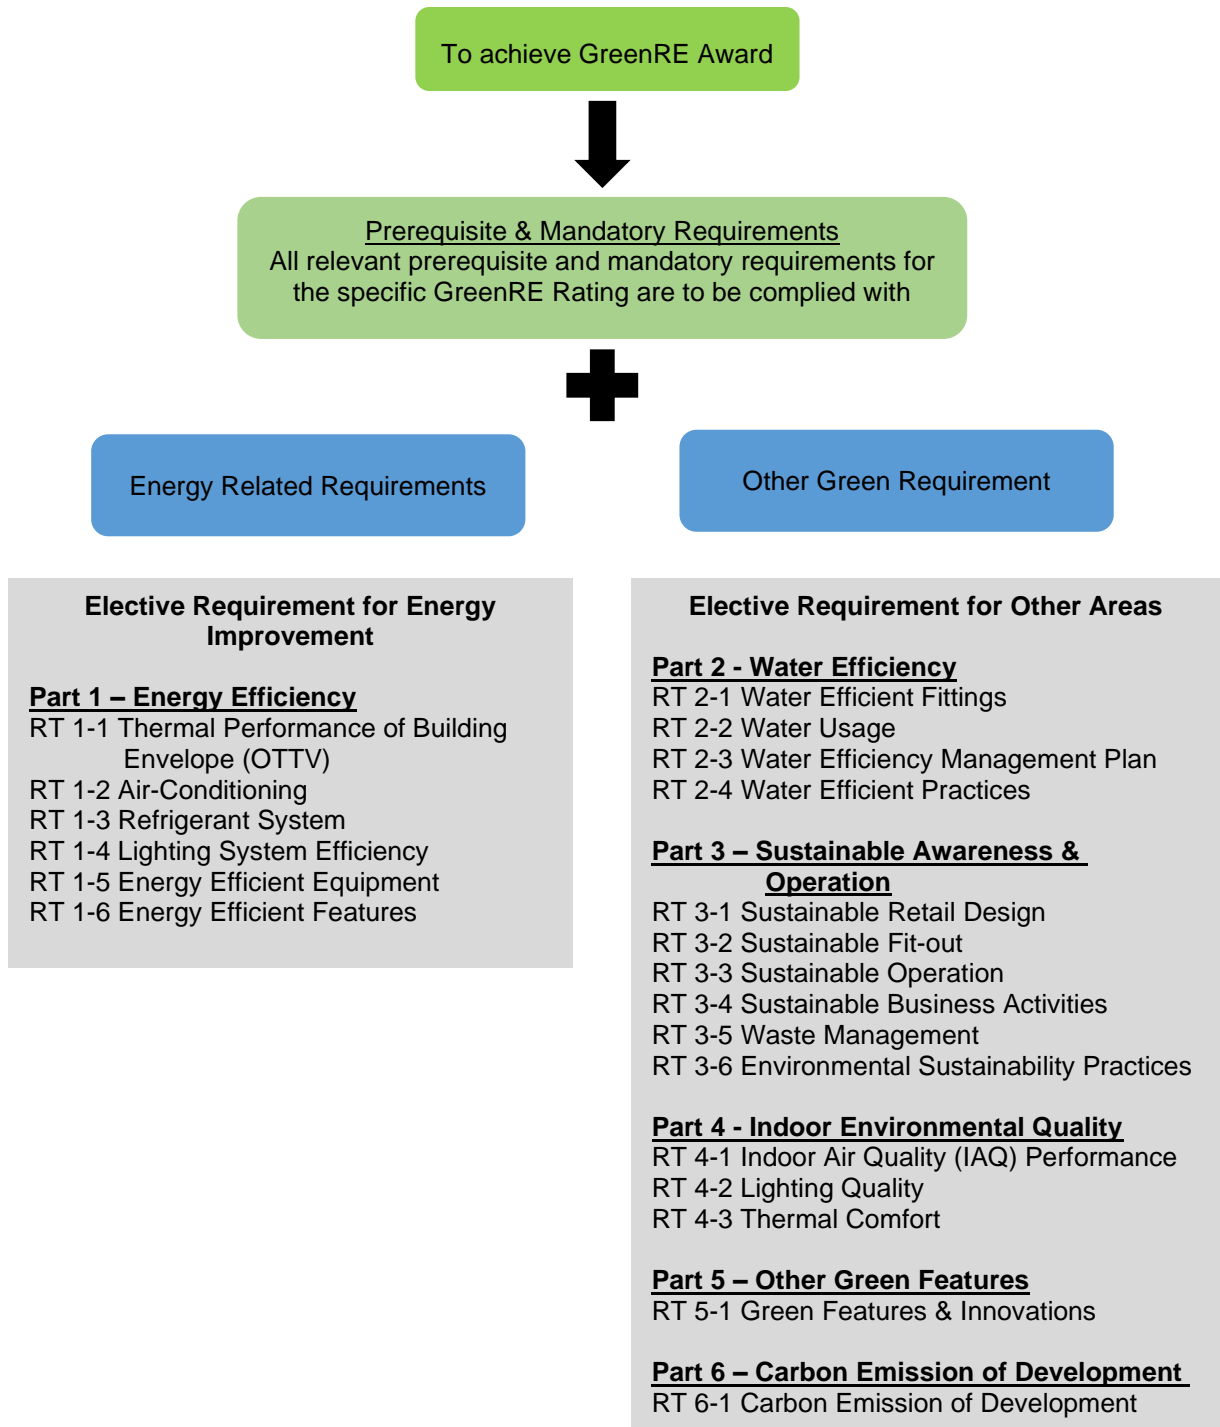 To achieve GreenRE Award
Prerequisite & Mandatory Requirements
All relevant prerequisite and mandatory requirements for
the specific GreenRE Rating are to be complied with
Energy Related Requirements
Other Green Requirement
Elective Requirement for Energy
Improvement
Part 1 – Energy Efficiency
RT 1-1 Thermal Performance of Building
Envelope (OTTV)
RT 1-2 Air-Conditioning
RT 1-3 Refrigerant System
RT 1-4 Lighting System Efficiency
RT 1-5 Energy Efficient Equipment
RT 1-6 Energy Efficient Features
Elective Requirement for Other Areas
Part 2 - Water Efficiency
RT 2-1 Water Efficient Fittings
RT 2-2 Water Usage
RT 2-3 Water Efficiency Management Plan
RT 2-4 Water Efficient Practices
Part 3 – Sustainable Awareness &
Operation
RT 3-1 Sustainable Retail Design
RT 3-2 Sustainable Fit-out
RT 3-3 Sustainable Operation
RT 3-4 Sustainable Business Activities
RT 3-5 Waste Management
RT 3-6 Environmental Sustainability Practices
Part 4 - Indoor Environmental Quality
RT 4-1 Indoor Air Quality (IAQ) Performance
RT 4-2 Lighting Quality
RT 4-3 Thermal Comfort
Part 5 – Other Green Features
RT 5-1 Green Features & Innovations
Part 6 – Carbon Emission of Development
RT 6-1 Carbon Emission of Development